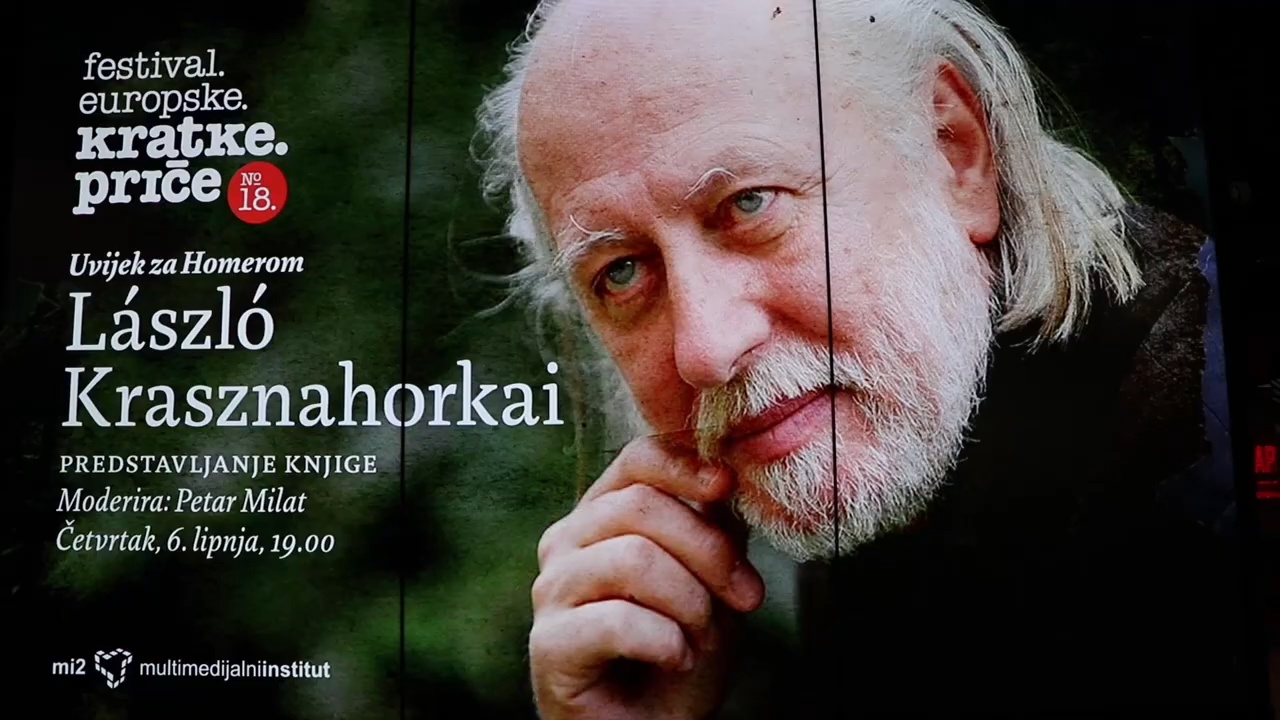 festival.
europske.
kratke.
priče
№
18.
Uvijek za Homerom
László
Krasznahorkai
PREDSTAVLJANJE KNJIGE
Moderira: Petar Milat
Četvrtak, 6. lipnja, 19.00
mi2 multimedijalniinstitut
AP